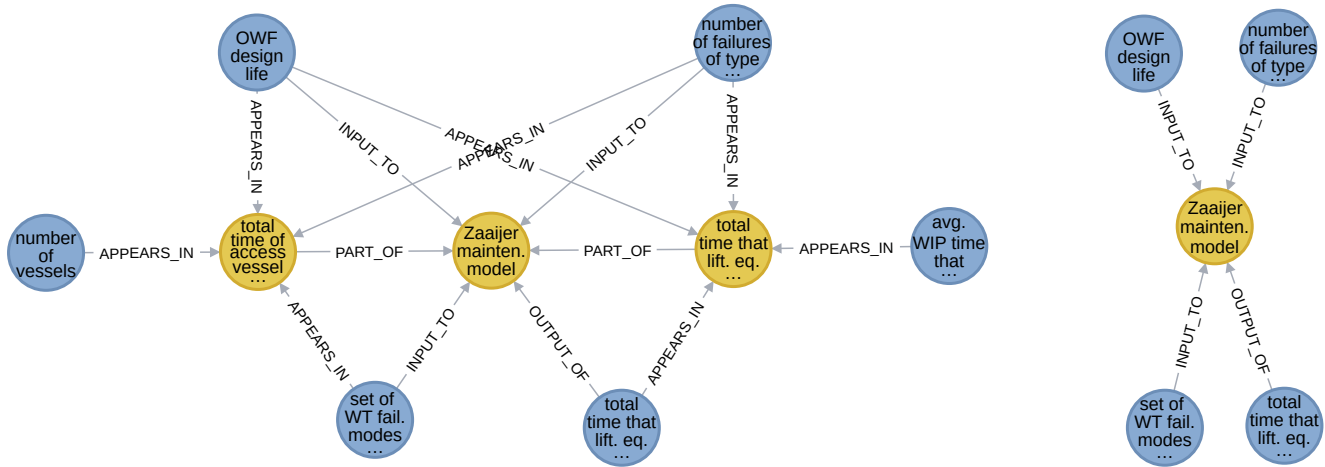 OWF
design
life
number
of failures
of type
...
APPEARS_IN
INPUT_TO
APPEARS_IN
APPEARS_IN
INPUT_TO
APPEARS_IN
number
of
vessels
APPEARS_IN
total
time of
access
vessel
...
PART_OF
Zaaijer
mainten.
model
PART_OF
total
time that
lift. eq.
...
APPEARS_IN
avg.
WIP time
that
...
APPEARS_IN
INPUT_TO
OUTPUT_OF
APPEARS_IN
set of
WT fail.
modes
...
total
time that
lift. eq.
...
OWF
design
life
number
of failures
of type
...
INPUT_TO
INPUT_TO
Zaaijer
mainten.
model
INPUT_TO
OUTPUT_OF
set of
WT fail.
modes
...
total
time that
lift. eq.
...